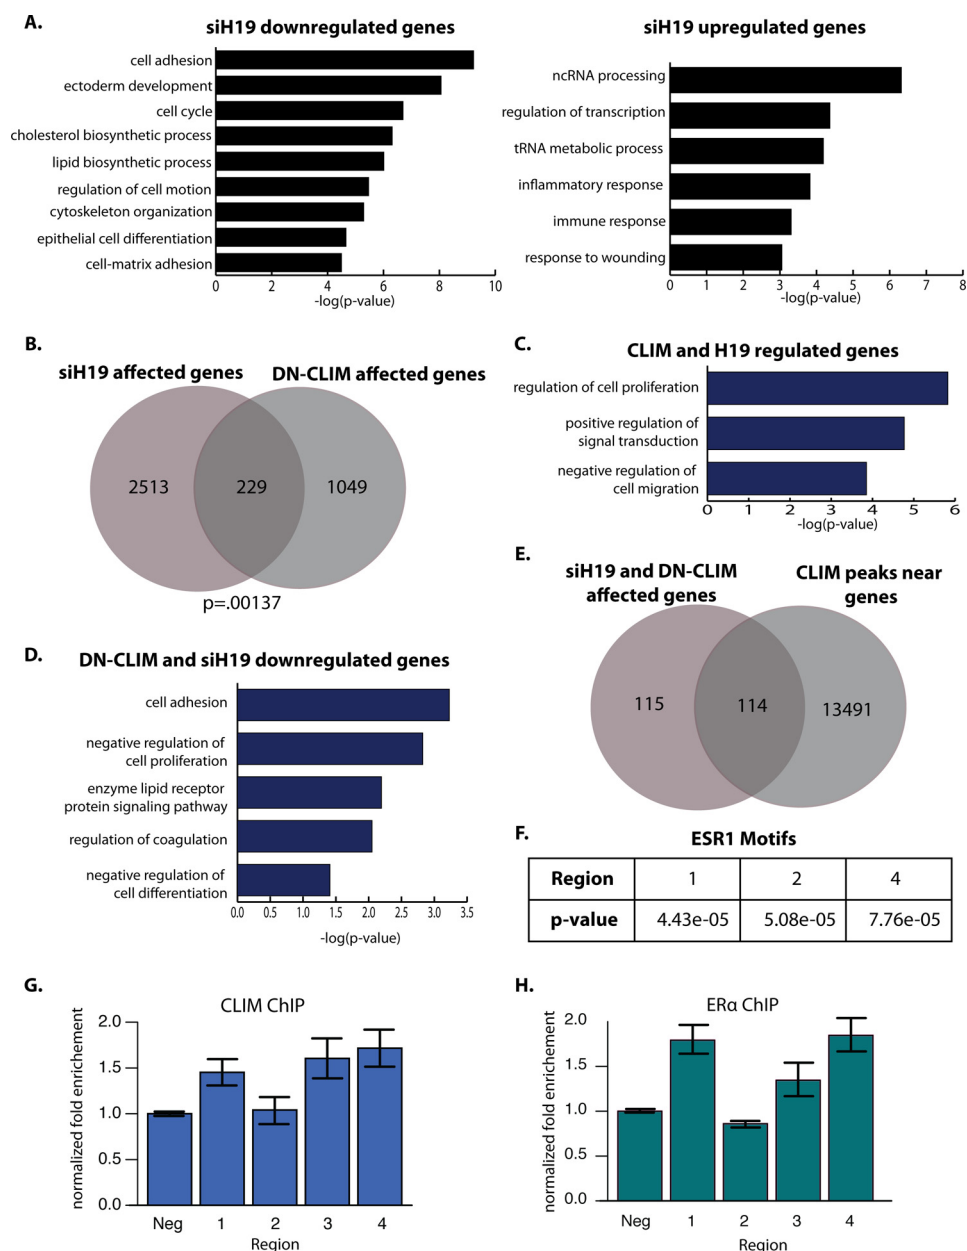 A.
siH19 downregulated genes
cell adhesion
ectoderm development
cell cycle
cholesterol biosynthetic process
lipid biosynthetic process
regulation of cell motion
cytoskeleton organization
epithelial cell differentiation
cell-matrix adhesion
0 2 4 6 8 10
-log(p-value)
siH19 upregulated genes
ncRNA processing
regulation of transcription
tRNA metabolic process
inflammatory response
immune response
response to wounding
0 1 2 3 4 5 6 7 8
-log(p-value)
B.
siH19 affected genes
DN-CLIM affected genes
2513 229 1049
p=.00137
C.
CLIM and H19 regulated genes
regulation of cell proliferation
positive regulation of
signal transduction
negative regulation of
cell migration
0 1 2 3 4 5 6
-log(p-value)
D.
DN-CLIM and siH19 downregulated genes
cell adhesion
negative regulation of
cell proliferation
enzyme lipid receptor
protein signaling pathway
regulation of coagulation
negative regulation of
cell differentiation
0.0 0.5 1.0 1.5 2.0 2.5 3.0 3.5
-log(p-value)
E.
siH19 and DN-CLIM
affected genes
CLIM peaks near
genes
115 114 13491
F.
ESR1 Motifs
Region 1 2 4
p-value 4.43e-05 5.08e-05 7.76e-05
G.
CLIM ChIP
normalized fold enrichement
2.0
1.5
1.0
0.5
0.0
Neg 1 2 3 4
Region
H.
ERα ChIP
normalized fold enrichement
2.0
1.5
1.0
0.5
0.0
Neg 1 2 3 4
Region